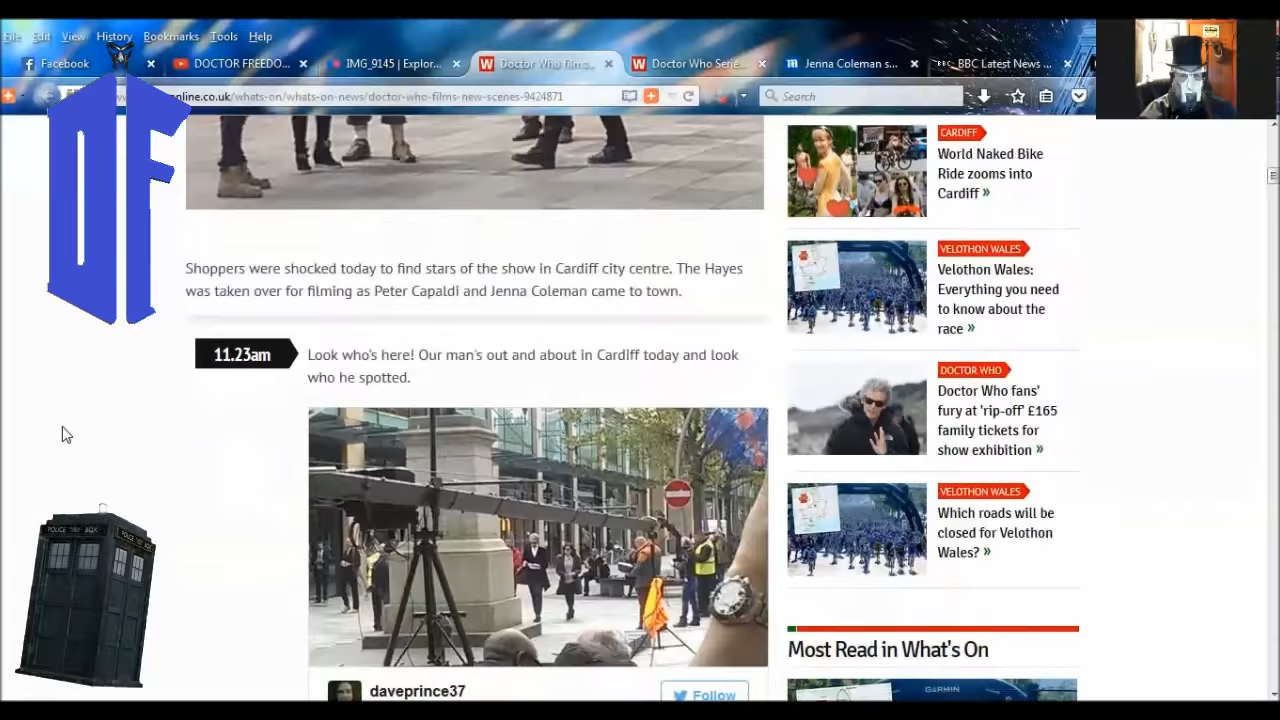 File Edit View History Bookmarks Tools Help
Facebook
DOCTOR FREEDO...
IMG_9145 | Explor...
Doctor Who films...
Doctor Who Serie...
Jenna Coleman s...
BBC Latest News ...
online.co.uk/whats-on/whats-on-news/doctor-who-films-new-scenes-9424871
Search
DF
Shoppers were shocked today to find stars of the show in Cardiff city centre. The Hayes
was taken over for filming as Peter Capaldi and Jenna Coleman came to town.
11.23am
Look who's here! Our man's out and about in Cardiff today and look
who he spotted.
daveprince37
Follow
POLICE BOX
CARDIFF
World Naked Bike
Ride zooms into
Cardiff »
VELOTHON WALES
Velothon Wales:
Everything you need
to know about the
race »
DOCTOR WHO
Doctor Who fans'
fury at 'rip-off' £165
family tickets for
show exhibition »
VELOTHON WALES
Which roads will be
closed for Velothon
Wales? »
Most Read in What's On
GARMIN